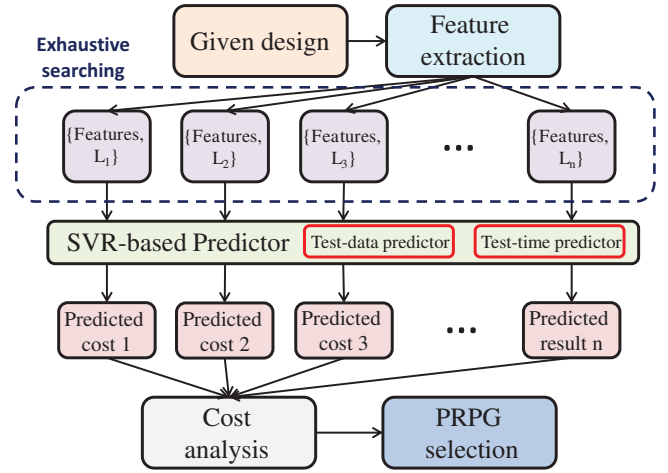 Given design
Feature
extraction
Exhaustive
searching
{Features,
L1}
{Features,
L2}
{Features,
L3}
...
{Features,
Ln}
SVR-based Predictor
Test-data predictor
Test-time predictor
Predicted
cost 1
Predicted
cost 2
Predicted
cost 3
...
Predicted
result n
Cost
analysis
PRPG
selection